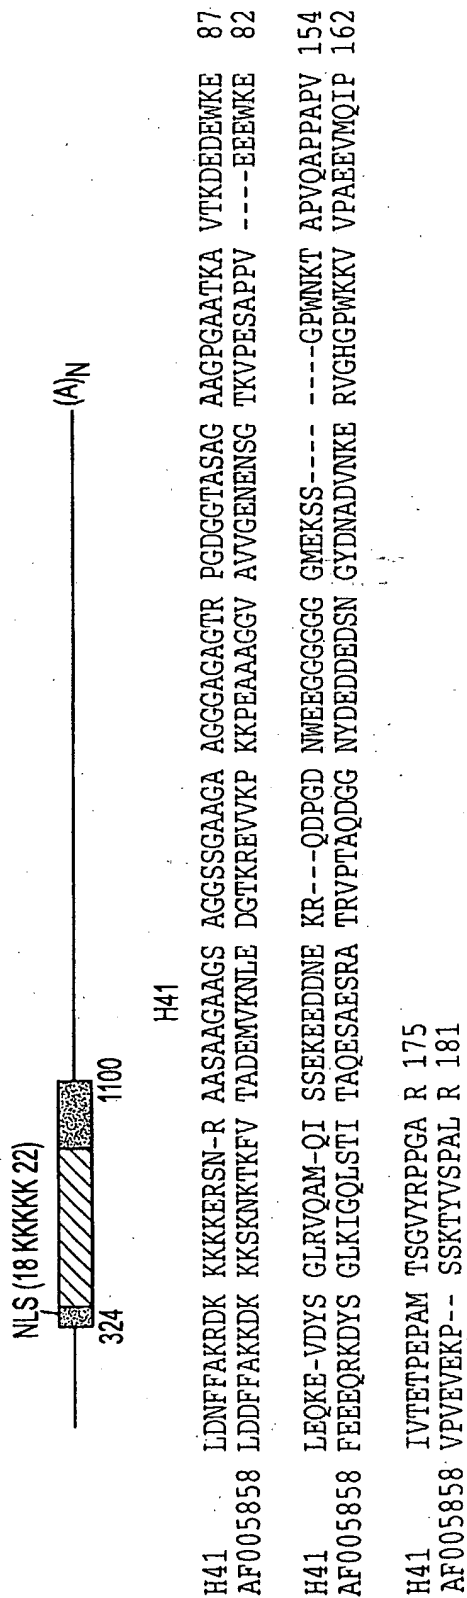 NLS (18 KKKKK 22)
324
1100
(A)N
H41
H41 LDNFFAKRDK KKKKERSN-R AASAAGAAGS AGGSSGAAGA AGGGAGAGTR PGDGGTASAG AAGPGAATKA VTKDEDEWKE 87
AF005858 LDDFFAKKDK KKSKNKTKFV TADEMVKNLE DGTKREVVKP KKPEAAAGGV AVVGENENSG TKVPESAPPV ----EEEWKE 82
H41 LEQKE-VDYS GLRVQAM-QI SSEKEEDDNE KR---QDPGD NWEEGGGGGG GMEKSS---- ----GPWNKT APVQAPPAPV 154
AF005858 FEEQRKDYS GLKIGQLSTI TAQESAESRA TRVPTAQDGG NYDEDDEDSN GYDNADVNKE RVGHGPWKKV VPAEEVMQIP 162
H41 IVTETPEPAM TSGVYRPPGA R 175
AF005858 VPVEVEKP-- SSKTYVSPAL R 181